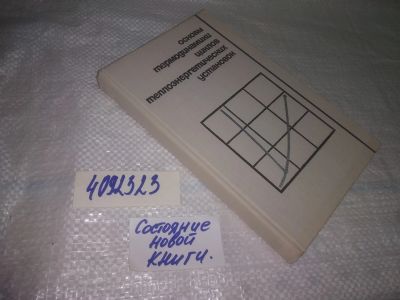 основы
термодинамики
циклов
теплоэнергетических
установок
4092323
Состояние
новой
книги.